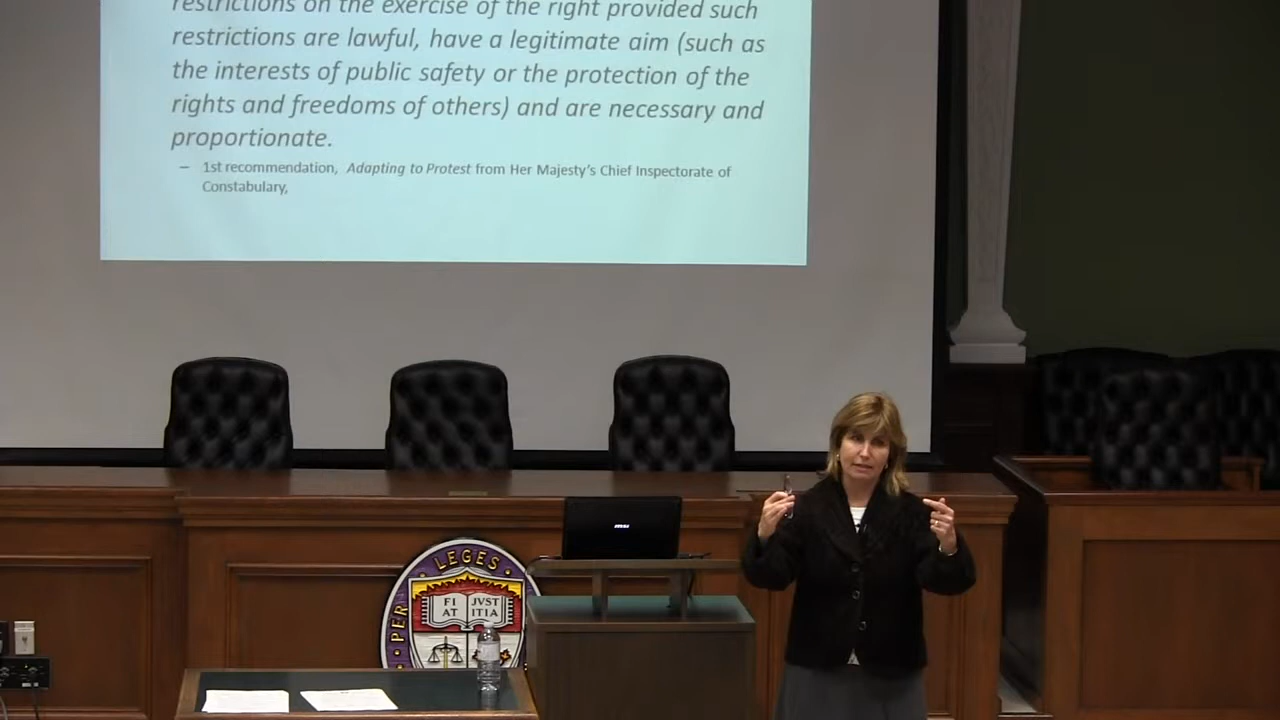 restrictions on the exercise of the right provided such
restrictions are lawful, have a legitimate aim (such as
the interests of public safety or the protection of the
rights and freedoms of others) and are necessary and
proportionate.
– 1st recommendation, Adapting to Protest from Her Majesty's Chief Inspectorate of
Constabulary,
msi
PER LEGES
FI JVST
AT ITIA